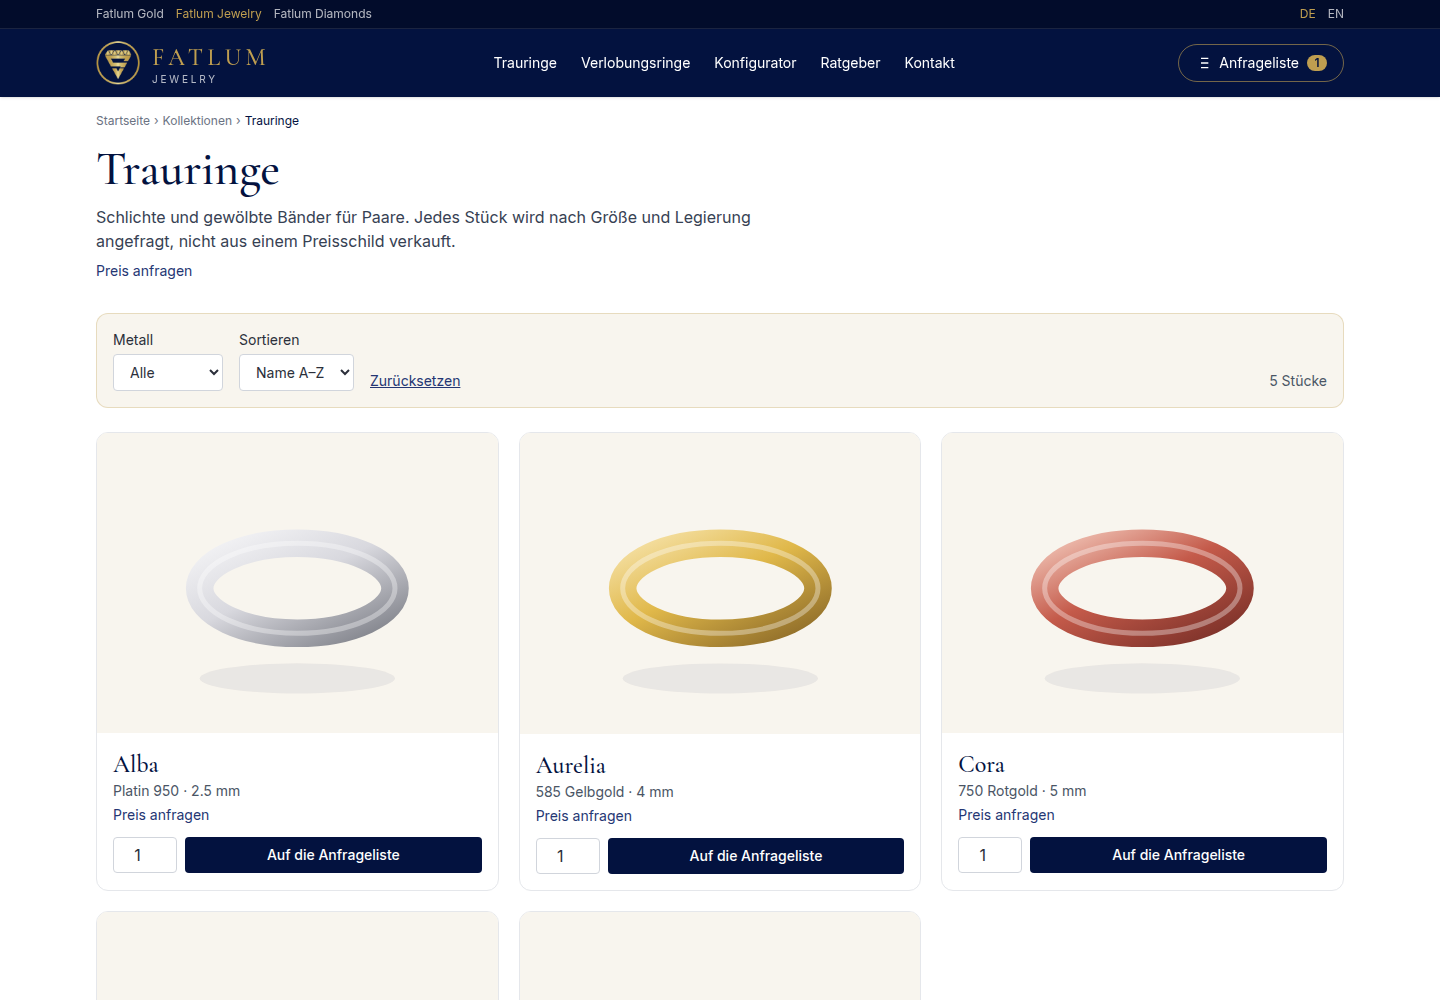 Fatlum Gold Fatlum Jewelry Fatlum Diamonds DE EN
FATLUM
JEWELRY
Trauringe Verlobungsringe Konfigurator Ratgeber Kontakt Anfrageliste 1
Startseite › Kollektionen › Trauringe
Trauringe
Schlichte und gewölbte Bänder für Paare. Jedes Stück wird nach Größe und Legierung
angefragt, nicht aus einem Preisschild verkauft.
Preis anfragen
Metall Sortieren
Alle Name A–Z Zurücksetzen 5 Stücke
Alba
Platin 950 · 2.5 mm
Preis anfragen
1 Auf die Anfrageliste
Aurelia
585 Gelbgold · 4 mm
Preis anfragen
1 Auf die Anfrageliste
Cora
750 Rotgold · 5 mm
Preis anfragen
1 Auf die Anfrageliste